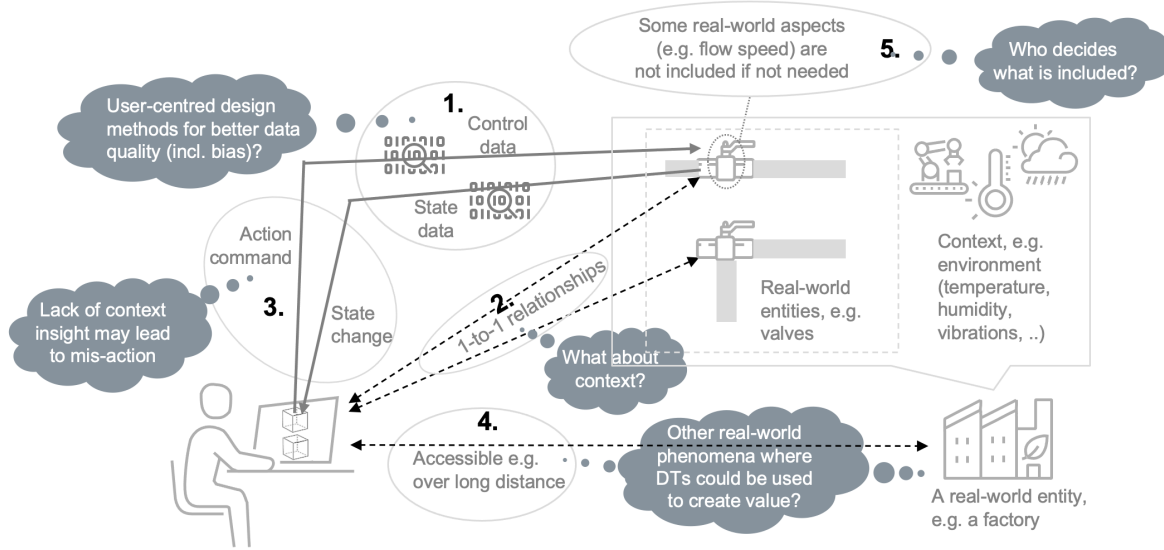 Some real-world aspects
(e.g. flow speed) are
not included if not needed
5.
Who decides
what is included?
User-centred design
methods for better data
quality (incl. bias)?
1.
Control
data
State
data
Action
command
3.
State
change
Lack of context
insight may lead
to mis-action
2.
1-to-1 relationships
What about
context?
Real-world
entities, e.g.
valves
Context, e.g.
environment
(temperature,
humidity,
vibrations, ..)
4.
Accessible e.g.
over long distance
Other real-world
phenomena where
DTs could be used
to create value?
A real-world entity,
e.g. a factory